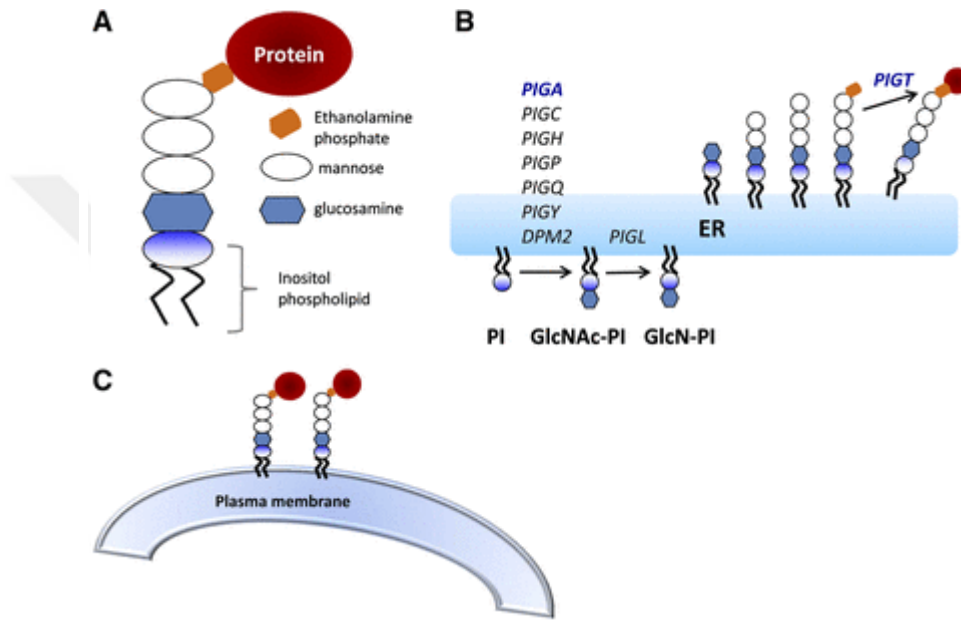 A
Protein
Ethanolamine
phosphate
mannose
glucosamine
Inositol
phospholipid
B
PIGA
PIGC
PIGH
PIGP
PIGQ
PIGY
DPM2
PIGL
PIGT
ER
PI
GlcNAc-PI
GlcN-PI
C
Plasma membrane